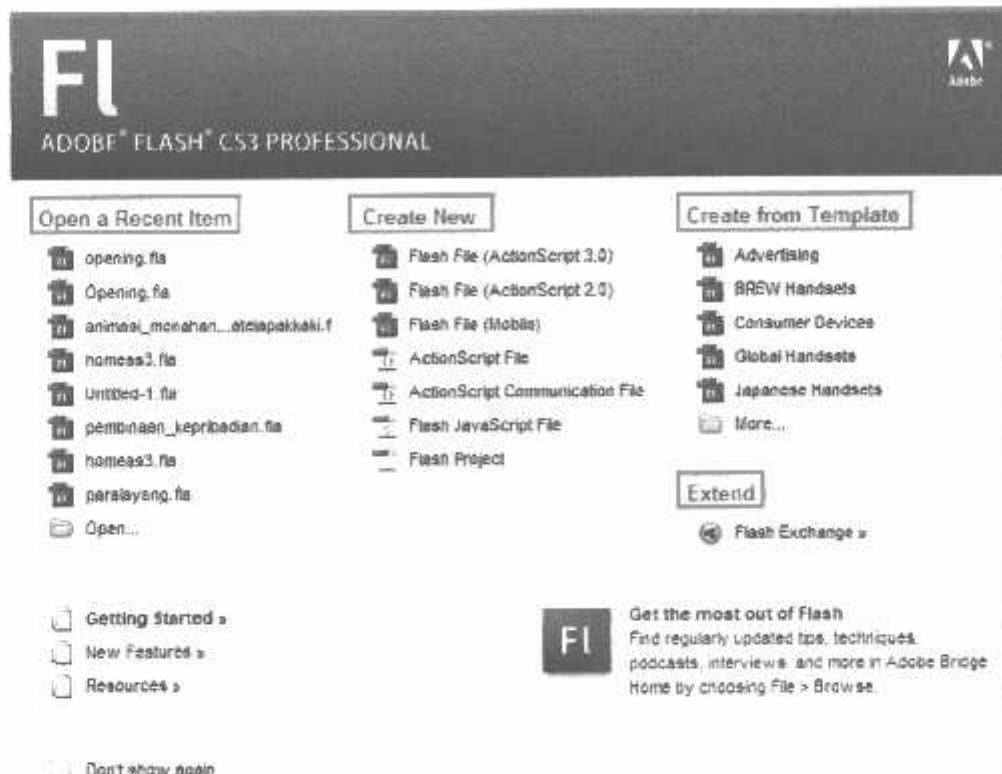 Fl
Adobe
ADOBE® FLASH® CS3 PROFESSIONAL
Open a Recent Item
opening.fla
Opening.fla
animasi_menahan...atelapakkaki.f
homeas3.fla
Untitled-1.fla
pembinaan_kepribadian.fla
homeas3.fla
paralayang.fla
Open...
Create New
Flash File (ActionScript 3.0)
Flash File (ActionScript 2.0)
Flash File (Mobile)
ActionScript File
ActionScript Communication File
Flash JavaScript File
Flash Project
Create from Template
Advertising
BREW Handsets
Consumer Devices
Global Handsets
Japanese Handsets
More...
Extend
Flash Exchange »
Getting Started »
New Features »
Resources »
Fl
Get the most out of Flash
Find regularly updated tips, techniques,
podcasts, interviews, and more in Adobe Bridge
Home by choosing File > Browse.
Don't show again